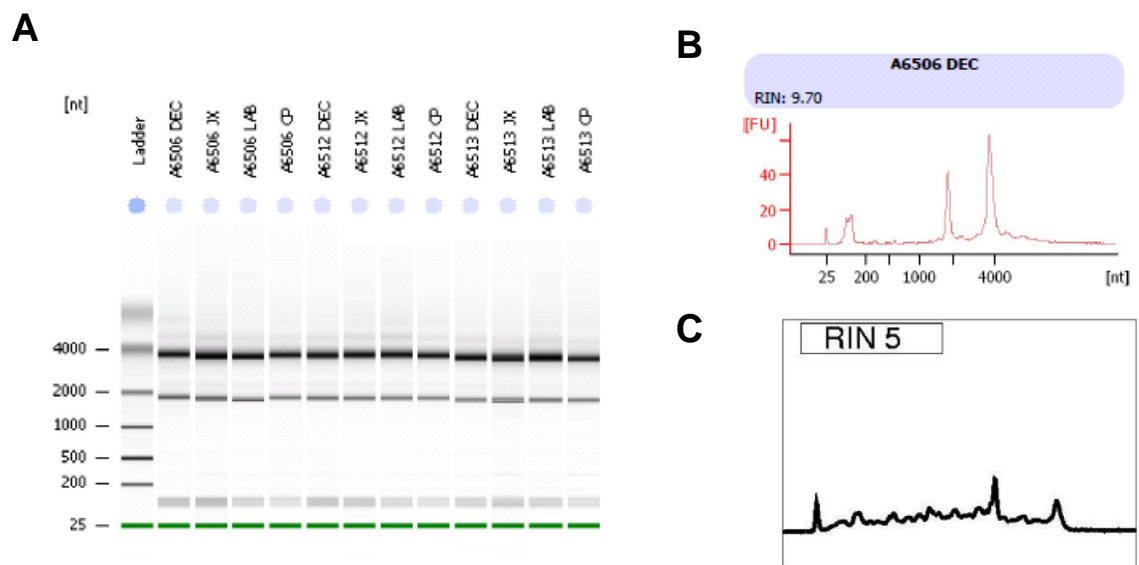 A
[nt]
Ladder
A6506 DEC
A6506 JX
A6506 LAB
A6506 CP
A6512 DEC
A6512 JX
A6512 LAB
A6512 CP
A6513 DEC
A6513 JX
A6513 LAB
A6513 CP
4000
2000
1000
500
200
25
B
A6506 DEC
RIN: 9.70
[FU]
40
20
0
25 200 1000 4000 [nt]
C
RIN 5